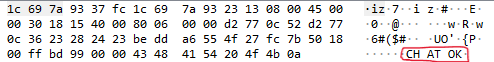 1c 69 7a 93 37 fc 1c 69 7a 93 23 13 08 00 45 00 ·iz·7··i z·#···E·
00 30 18 15 40 00 80 06 00 00 d2 77 0c 52 d2 77 ·0··@··· ···w·R·w
0c 36 23 28 24 23 be dd a6 55 4f 27 fc 7b 50 18 ·6#($#·· ·UO'·{P·
00 ff bd 99 00 00 43 48 41 54 20 4f 4b 0a ······CH AT OK·